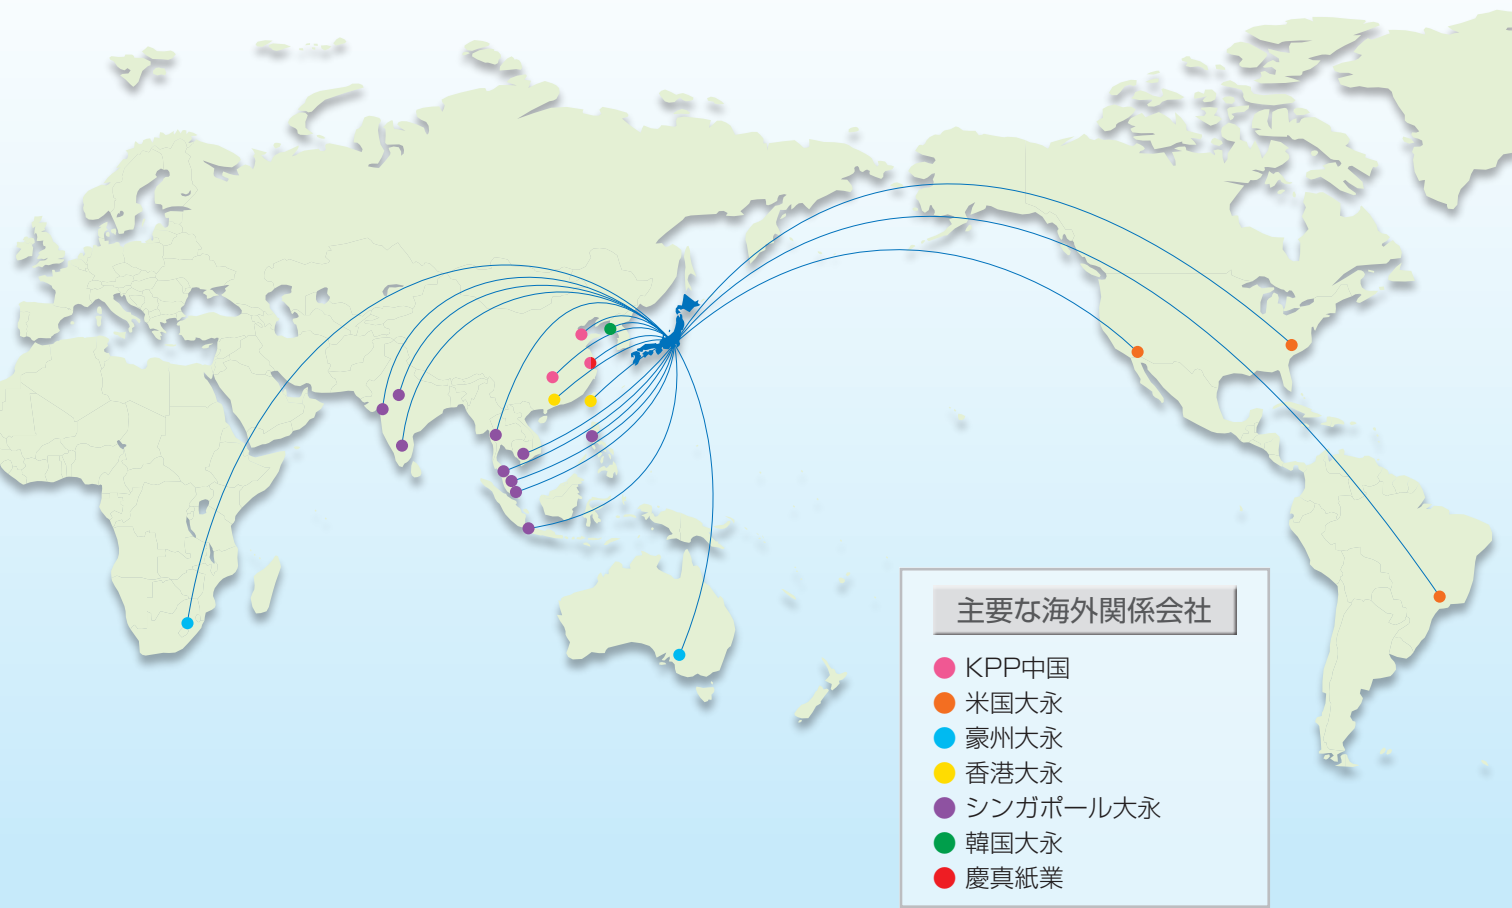 主要な海外関係会社
KPP中国
米国大永
豪州大永
香港大永
シンガポール大永
韓国大永
慶真紙業